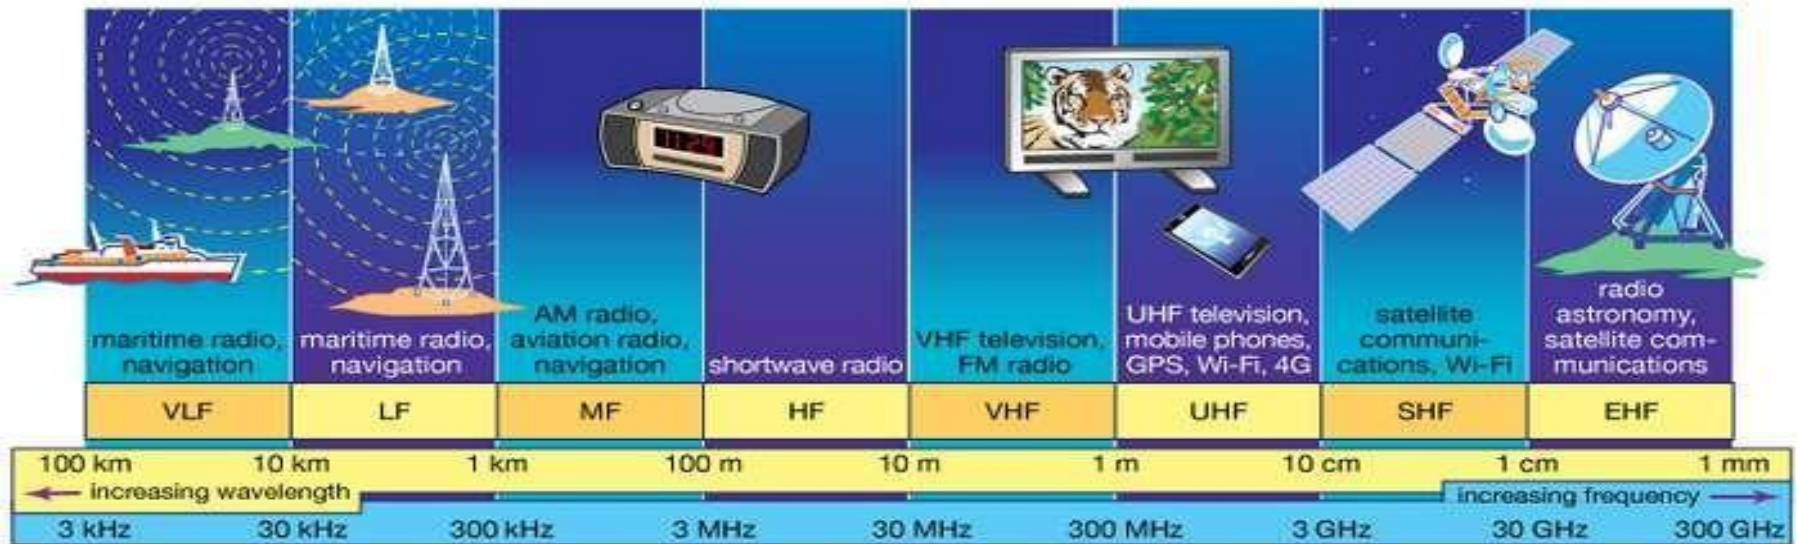 11:29
maritime radio,
navigation
maritime radio,
navigation
AM radio,
aviation radio,
navigation
shortwave radio
VHF television,
FM radio
UHF television,
mobile phones,
GPS, Wi-Fi, 4G
satellite
communi-
cations, Wi-Fi
radio
astronomy,
satellite com-
munications
VLF LF MF HF VHF UHF SHF EHF
100 km 10 km 1 km 100 m 10 m 1 m 10 cm 1 cm 1 mm
increasing wavelength increasing frequency
3 kHz 30 kHz 300 kHz 3 MHz 30 MHz 300 MHz 3 GHz 30 GHz 300 GHz